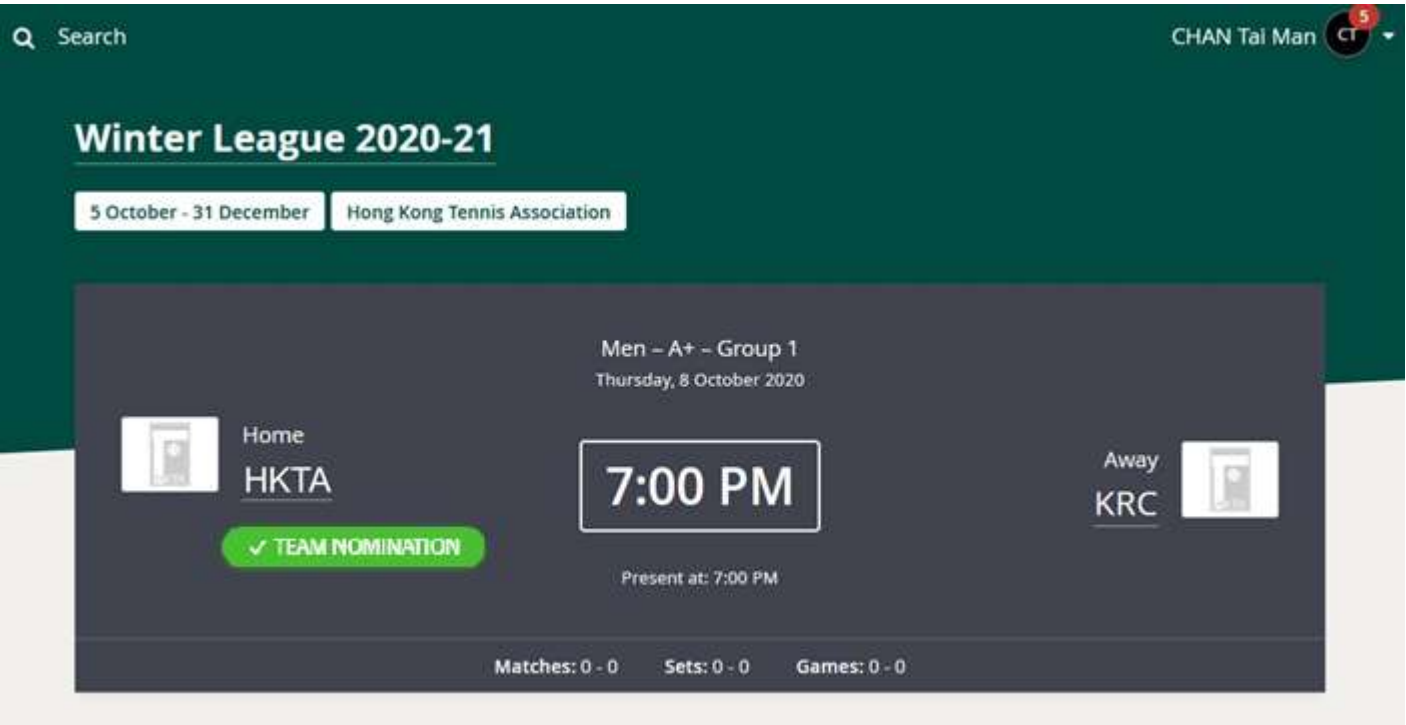 Search
CHAN Tai Man
CT
5
Winter League 2020-21
5 October - 31 December
Hong Kong Tennis Association
Men – A+ – Group 1
Thursday, 8 October 2020
Home
HKTA
✓ TEAM NOMINATION
7:00 PM
Present at: 7:00 PM
Away
KRC
Matches: 0 - 0 Sets: 0 - 0 Games: 0 - 0